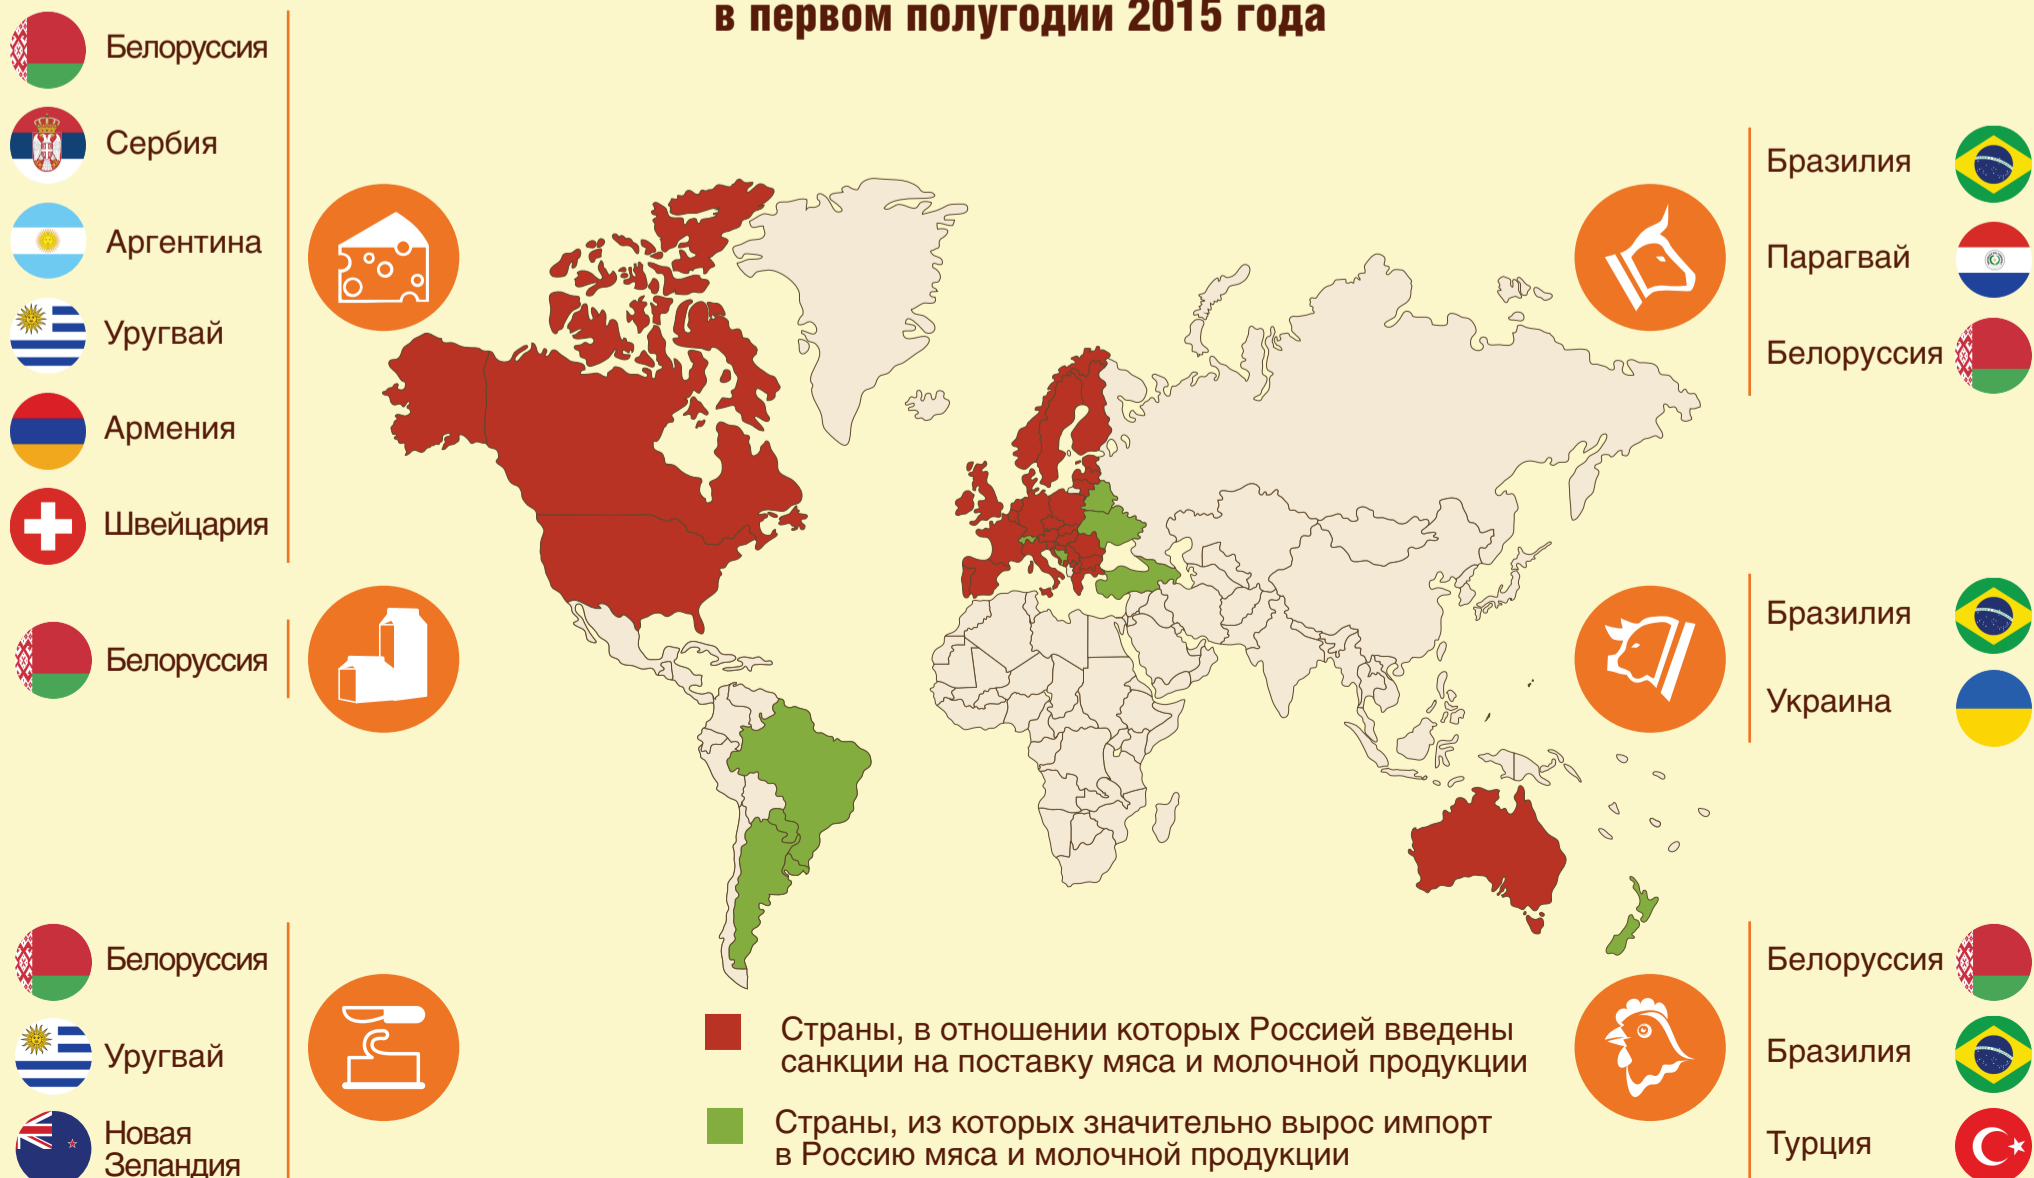 в первом полугодии 2015 года
Белоруссия
Сербия
Аргентина
Уругвай
Армения
Швейцария
Белоруссия
Белоруссия
Уругвай
Новая
Зеландия
Бразилия
Парагвай
Белоруссия
Бразилия
Украина
Белоруссия
Бразилия
Турция
Страны, в отношении которых Россией введены
санкции на поставку мяса и молочной продукции
Страны, из которых значительно вырос импорт
в Россию мяса и молочной продукции